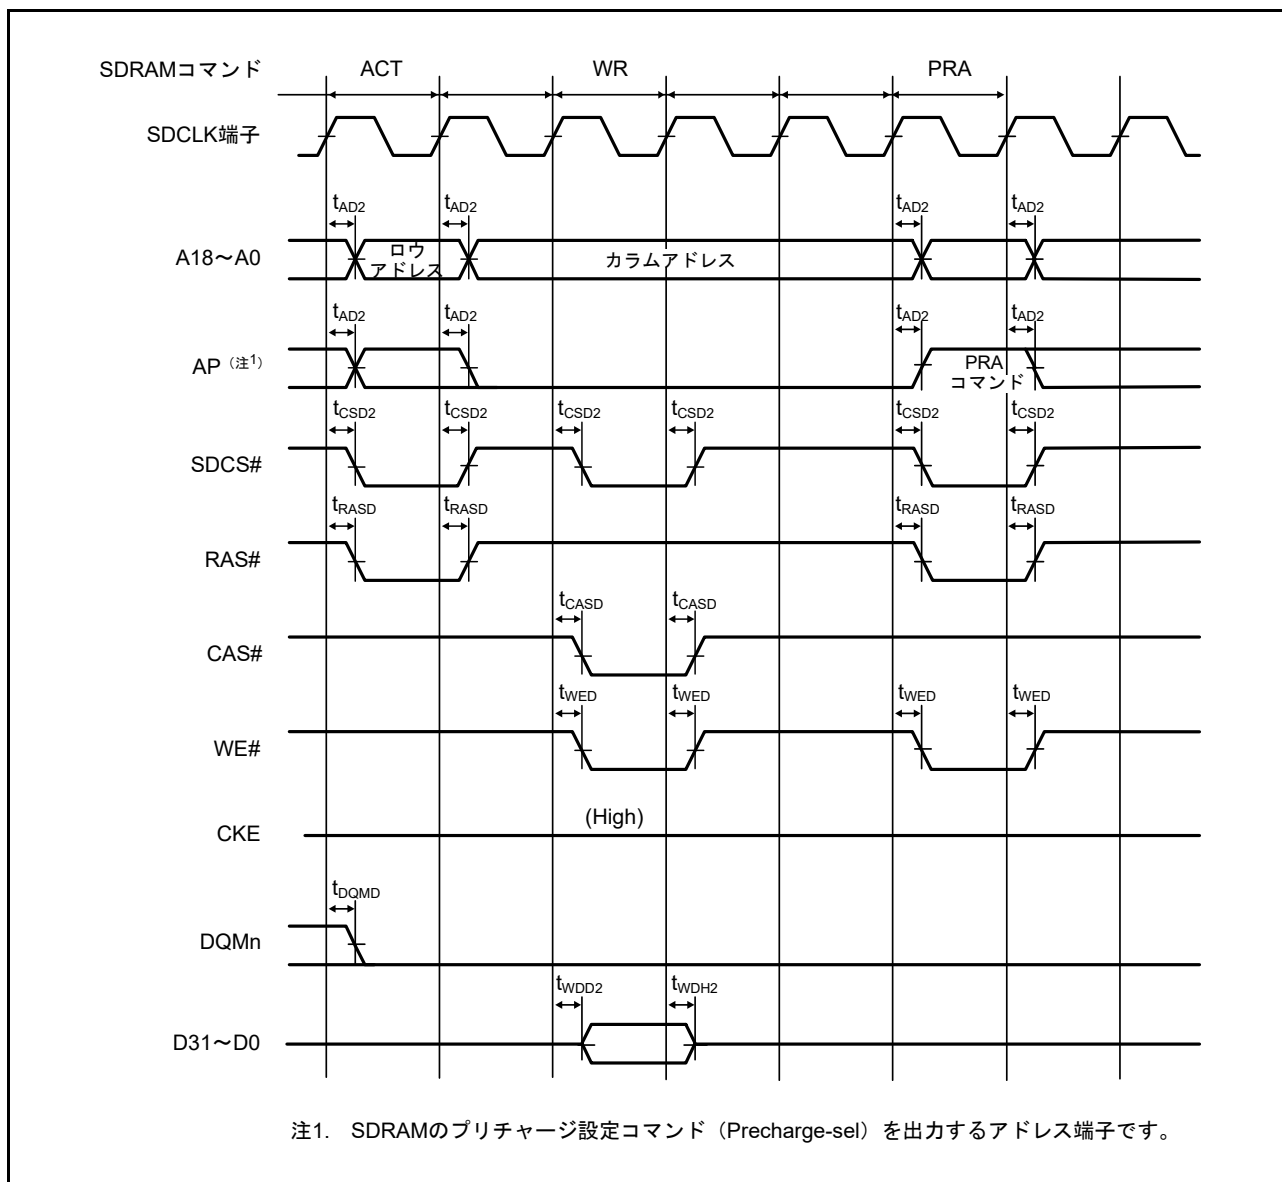 SDRAMコマンド ACT WR PRA
SDCLK端子
tAD2 tAD2 tAD2 tAD2
A18～A0 ロウ アドレス カラムアドレス
tAD2 tAD2 tAD2 tAD2
AP（注1） PRA コマンド
tCSD2 tCSD2 tCSD2 tCSD2 tCSD2 tCSD2
SDCS#
tRASD tRASD tRASD tRASD
RAS#
tCASD tCASD
CAS#
tWED tWED tWED tWED
WE#
(High)
CKE
tDQMD
DQMn
tWDD2 tWDH2
D31～D0
注1. SDRAMのプリチャージ設定コマンド（Precharge-sel）を出力するアドレス端子です。